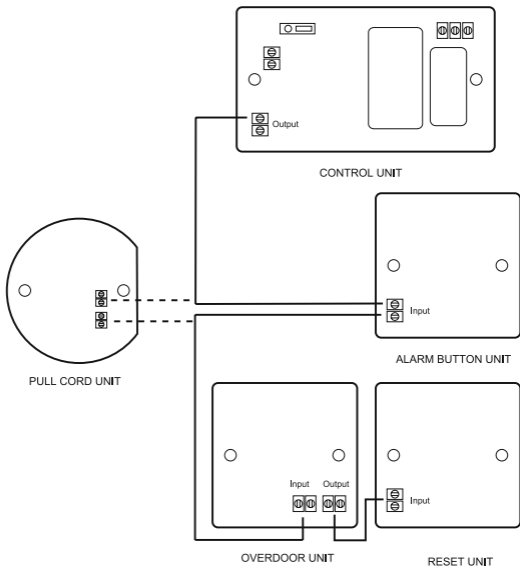 Output
CONTROL UNIT
Input
ALARM BUTTON UNIT
PULL CORD UNIT
Input Output
Input
OVERDOOR UNIT
RESET UNIT